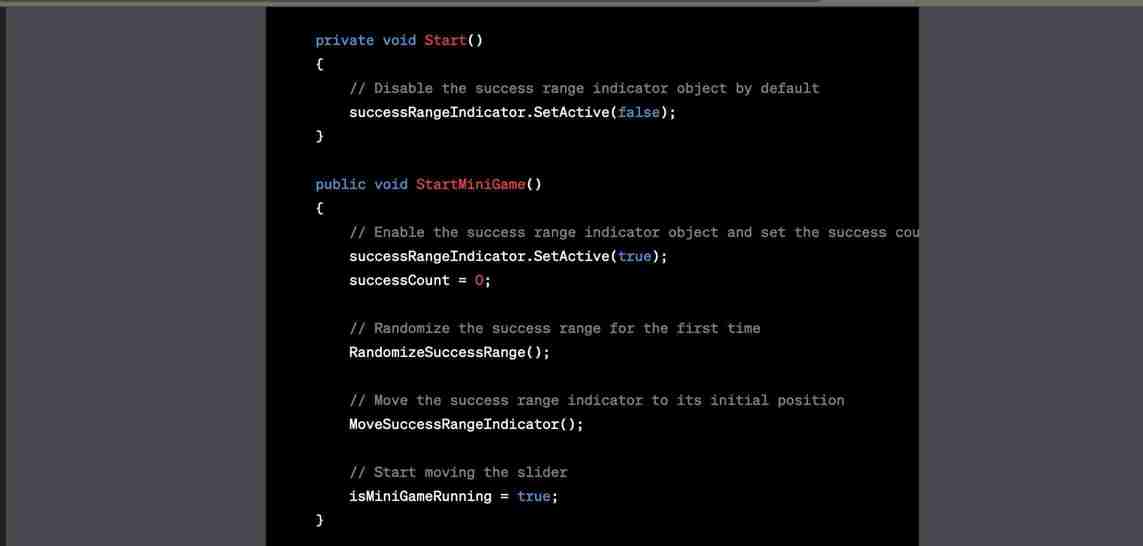 private void Start()
{
// Disable the success range indicator object by default
successRangeIndicator.SetActive(false);
}
public void StartMiniGame()
{
// Enable the success range indicator object and set the success cou
successRangeIndicator.SetActive(true);
successCount = 0;
// Randomize the success range for the first time
RandomizeSuccessRange();
// Move the success range indicator to its initial position
MoveSuccessRangeIndicator();
// Start moving the slider
isMiniGameRunning = true;
}